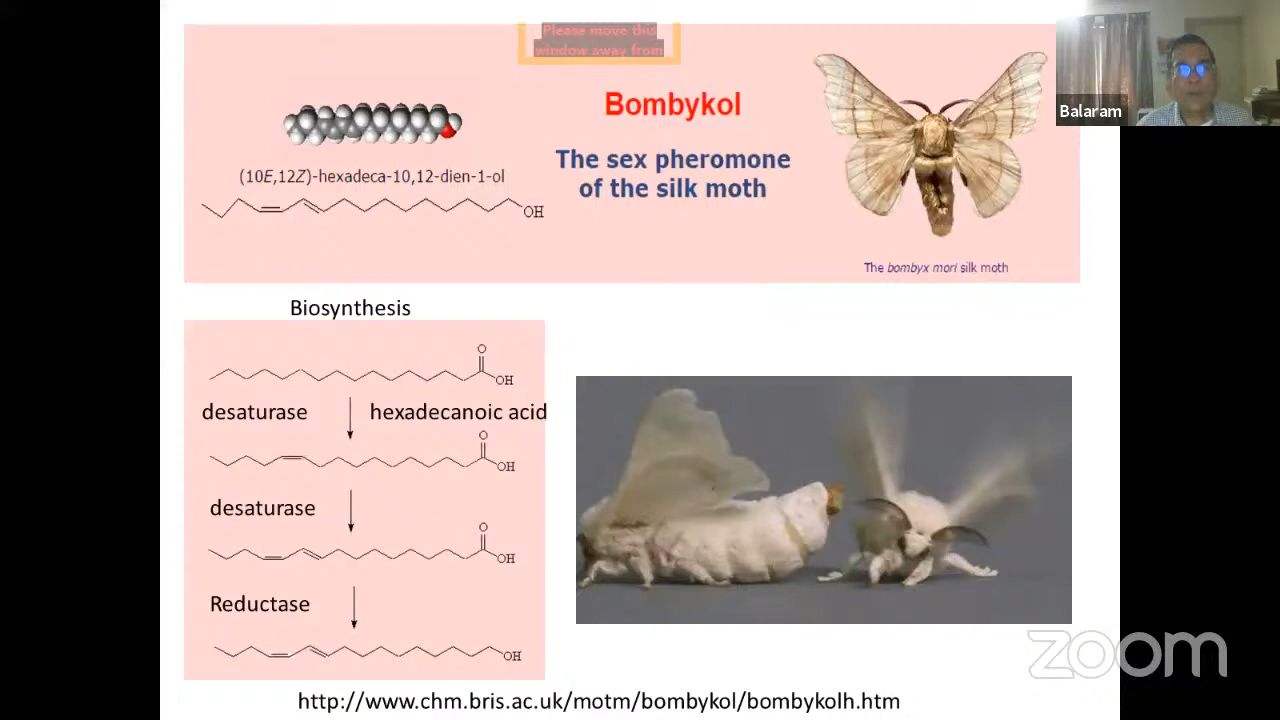 Please move this
window away from
Bombykol
Balaram
The sex pheromone
of the silk moth
(10E,12Z)-hexadeca-10,12-dien-1-ol
OH
The bombyx mori silk moth
Biosynthesis
O
OH
desaturase
hexadecanoic acid
O
OH
desaturase
O
OH
Reductase
OH
zoom
http://www.chm.bris.ac.uk/motm/bombykol/bombykolh.htm